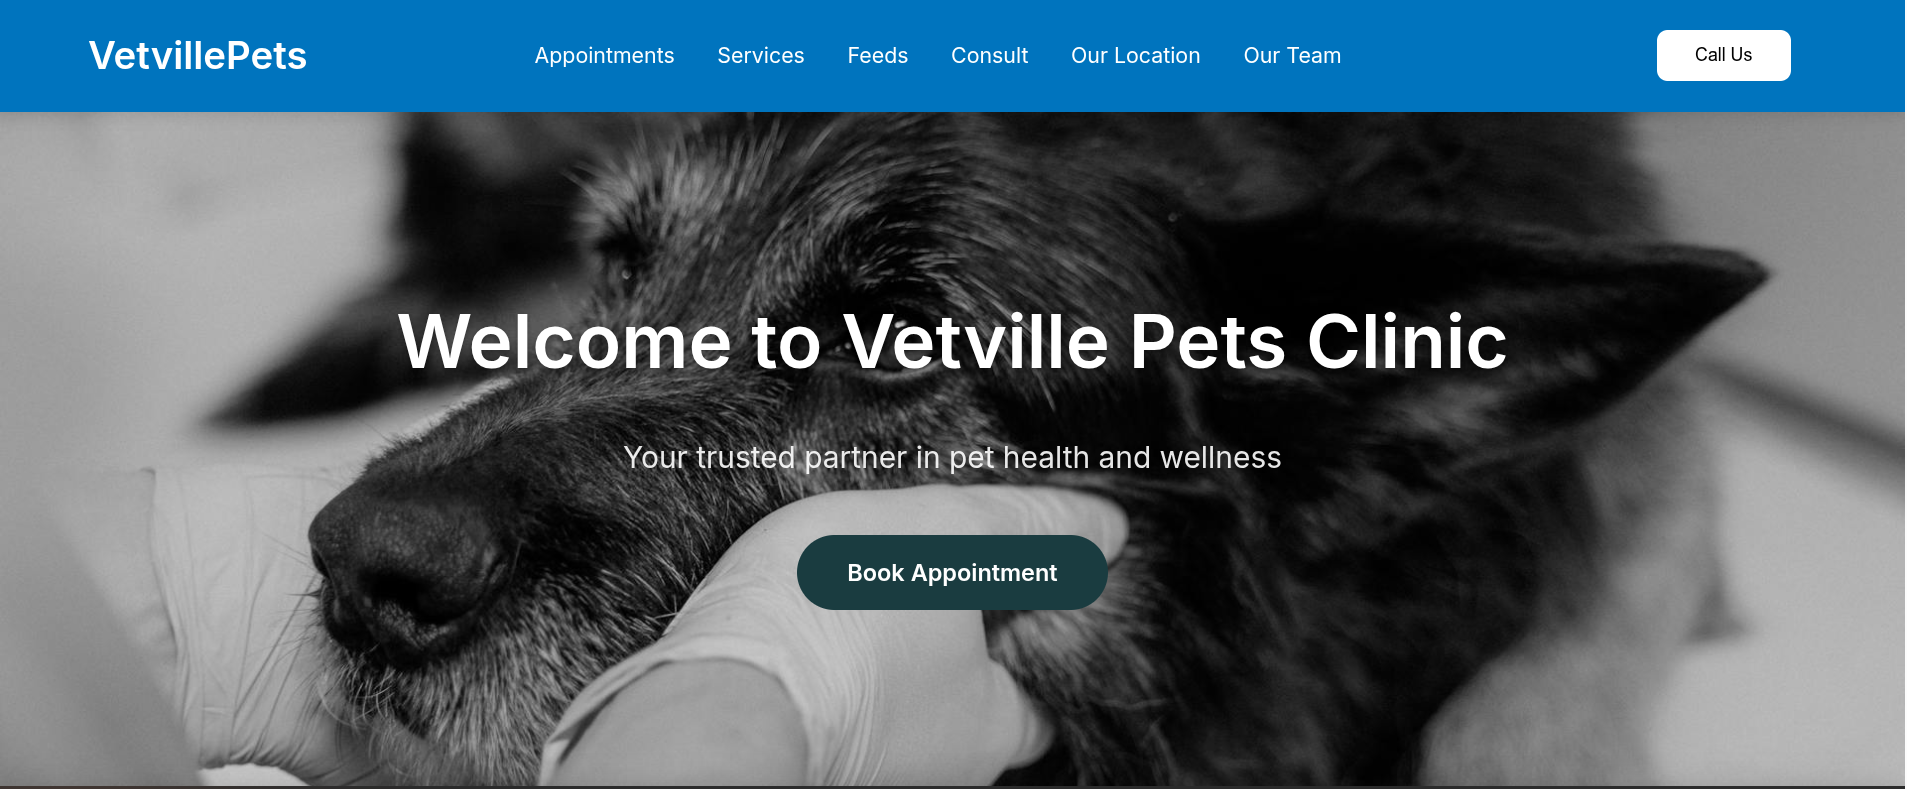 VetvillePets
Appointments Services Feeds Consult Our Location Our Team
Call Us
Welcome to Vetville Pets Clinic
Your trusted partner in pet health and wellness
Book Appointment